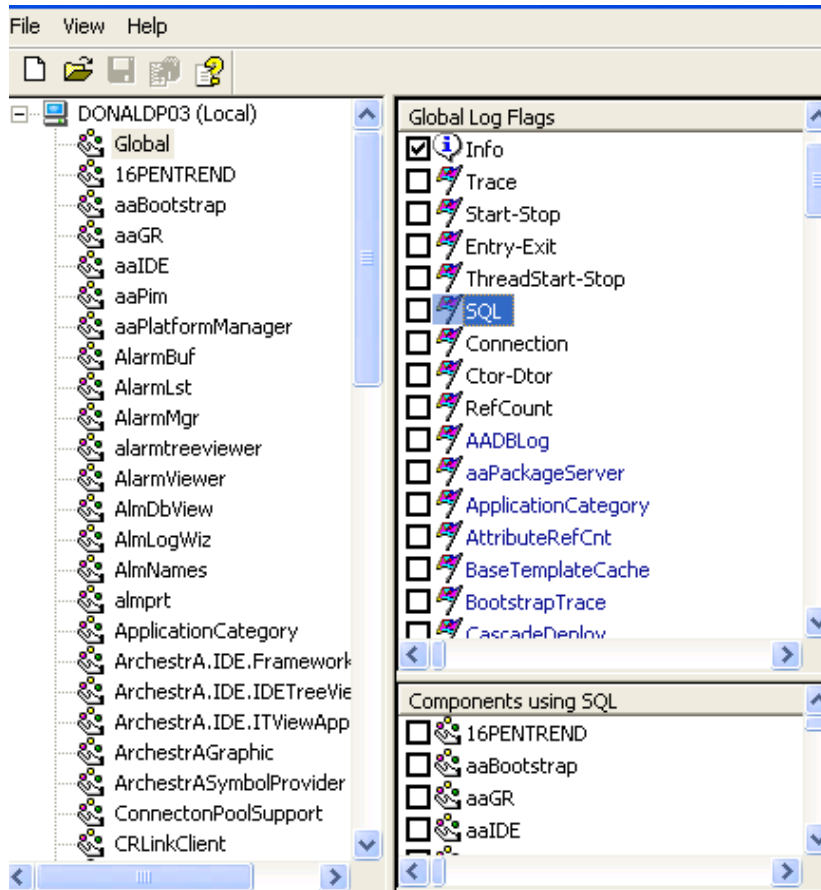 File View Help
DONALDP03 (Local)
Global
16PENTREND
aaBootstrap
aaGR
aaIDE
aaPim
aaPlatformManager
AlarmBuf
AlarmLst
AlarmMgr
alarmtreeviewer
AlarmViewer
AlmDbView
AlmLogWiz
AlmNames
almprt
ApplicationCategory
ArchestrA.IDE.Framework
ArchestrA.IDE.IDETreeVie
ArchestrA.IDE.ITViewApp
ArchestrAGraphic
ArchestrASymbolProvider
ConnectonPoolSupport
CRLinkClient
Global Log Flags
Info
Trace
Start-Stop
Entry-Exit
ThreadStart-Stop
SQL
Connection
Ctor-Dtor
RefCount
AADBLog
aaPackageServer
ApplicationCategory
AttributeRefCnt
BaseTemplateCache
BootstrapTrace
CascadeDeploy
Components using SQL
16PENTREND
aaBootstrap
aaGR
aaIDE